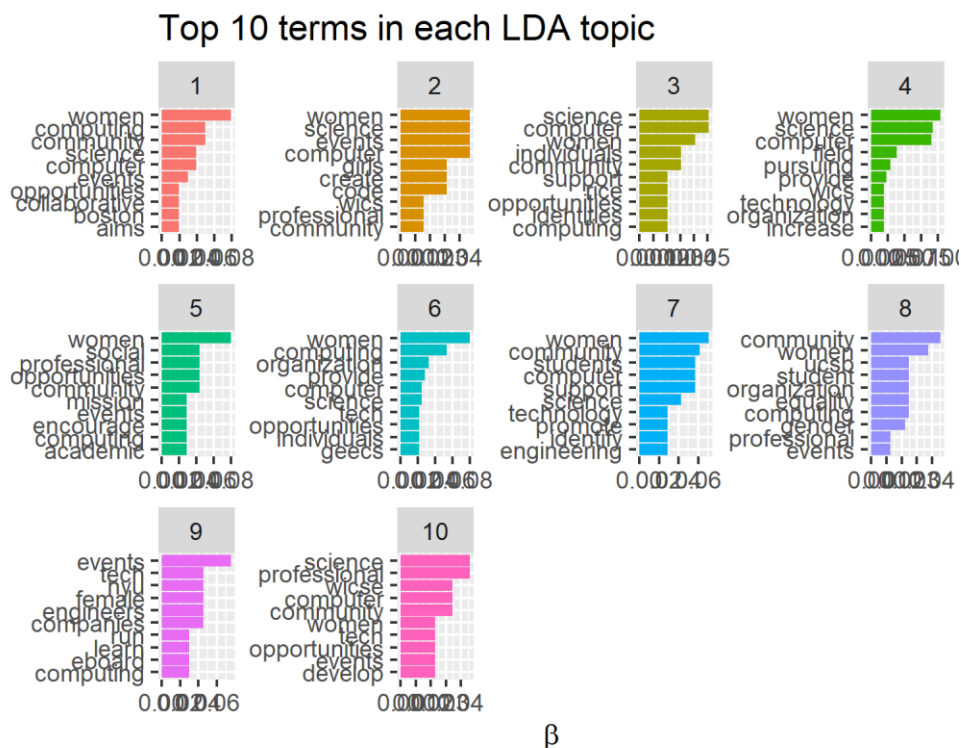 Top 10 terms in each LDA topic
1
women
computing
community
science
computer
events
opportunities
collaborative
boston
aims
2
women
science
events
computer
girls
create
code
wics
professional
community
3
science
computer
women
individuals
community
support
rice
opportunities
identities
computing
4
women
science
computer
field
pursuing
provide
wics
technology
organization
increase
5
women
social
professional
opportunities
community
mission
events
encourage
computing
academic
6
women
computing
organization
provide
computer
science
tech
opportunities
individuals
geecs
7
women
community
students
computer
support
science
technology
promote
identify
engineering
8
community
women
ucsb
student
organization
equality
computing
gender
professional
events
9
events
tech
nyu
female
engineers
companies
run
learn
eboard
computing
10
science
professional
wicse
computer
community
women
tech
opportunities
events
develop
β